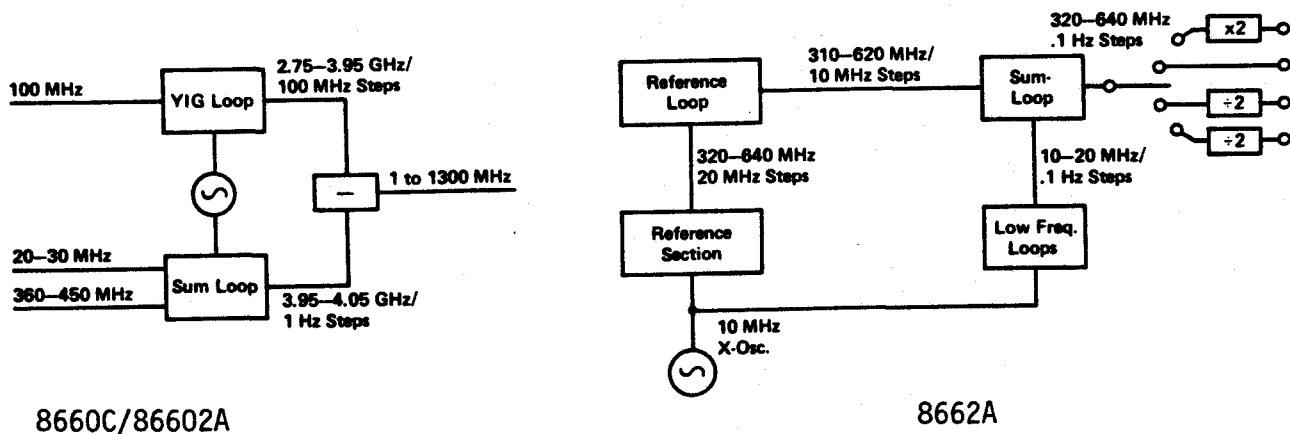 100 MHz
YIG Loop
2.75–3.95 GHz/
100 MHz Steps
–
1 to 1300 MHz
20–30 MHz
360–450 MHz
Sum Loop
3.95–4.05 GHz/
1 Hz Steps
8660C/86602A
Reference
Loop
310–620 MHz/
10 MHz Steps
Sum-
Loop
320–640 MHz
.1 Hz Steps
x2
÷2
÷2
320–640 MHz
20 MHz Steps
10–20 MHz/
.1 Hz Steps
Reference
Section
Low Freq.
Loops
10 MHz
X-Osc.
8662A